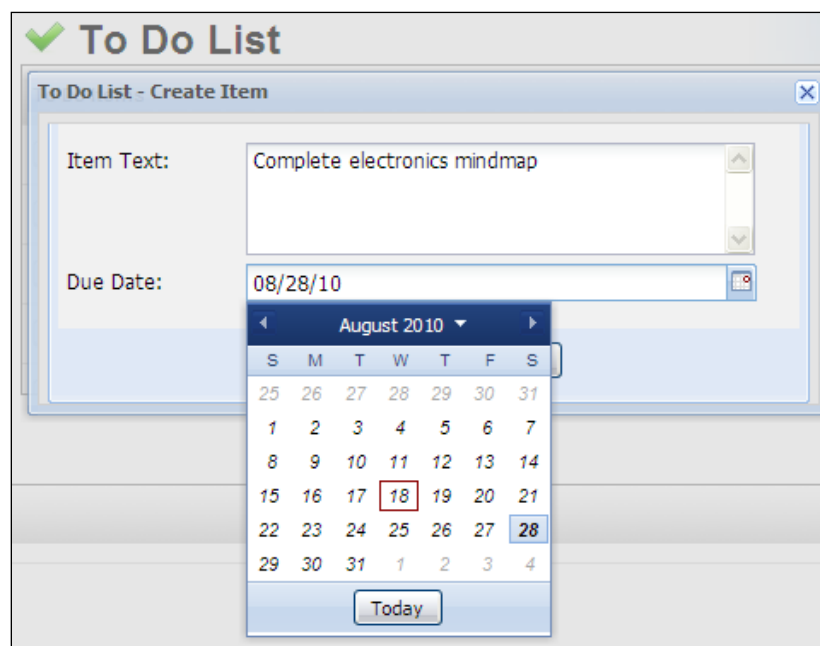 To Do List
To Do List - Create Item
Item Text:
Complete electronics mindmap
Due Date:
08/28/10
August 2010
S M T W T F S
25 26 27 28 29 30 31
1 2 3 4 5 6 7
8 9 10 11 12 13 14
15 16 17 18 19 20 21
22 23 24 25 26 27 28
29 30 31 1 2 3 4
Today